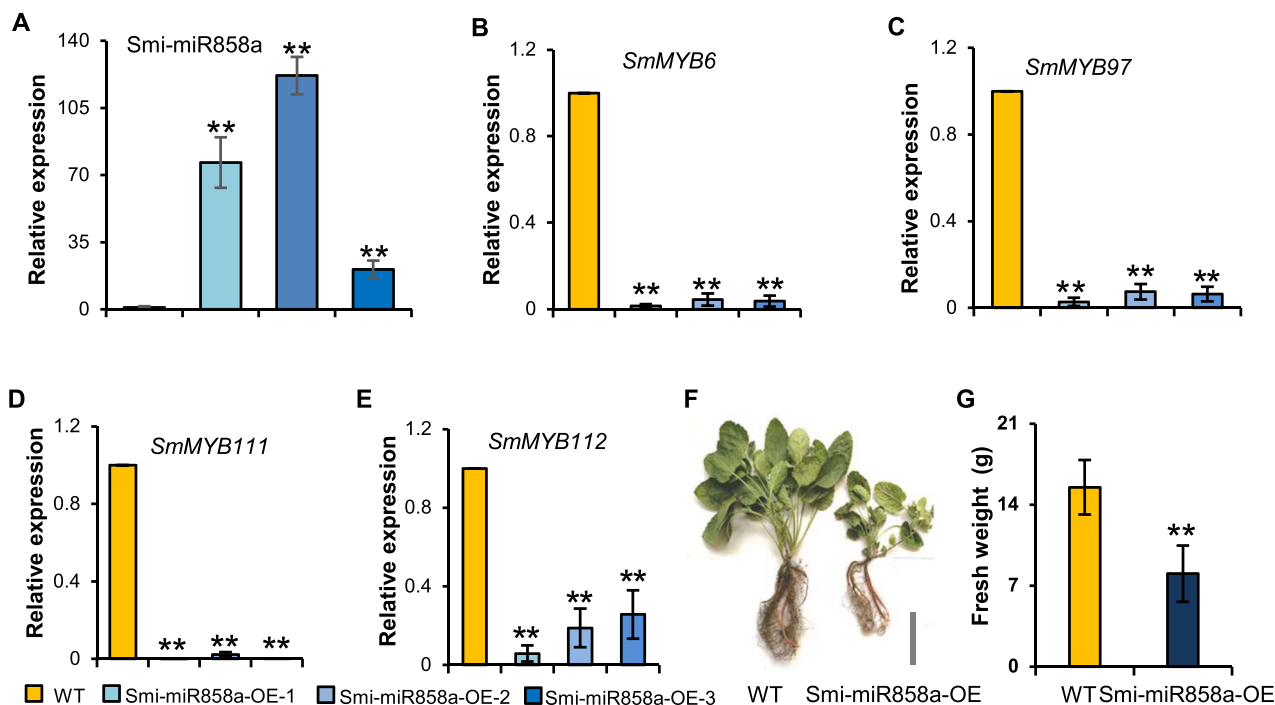 A
Smi-miR858a
Relative expression
140
105
70
35
0
**
**
**
B
SmMYB6
Relative expression
1.2
0.8
0.4
0
**
**
**
C
SmMYB97
Relative expression
1.2
0.8
0.4
0
**
**
**
D
SmMYB111
Relative expression
1.2
0.8
0.4
0
**
**
**
E
SmMYB112
Relative expression
1.2
0.8
0.4
0
**
**
**
F
WT Smi-miR858a-OE
G
Fresh weight (g)
21
14
7
0
**
WT Smi-miR858a-OE
WT Smi-miR858a-OE-1 Smi-miR858a-OE-2 Smi-miR858a-OE-3